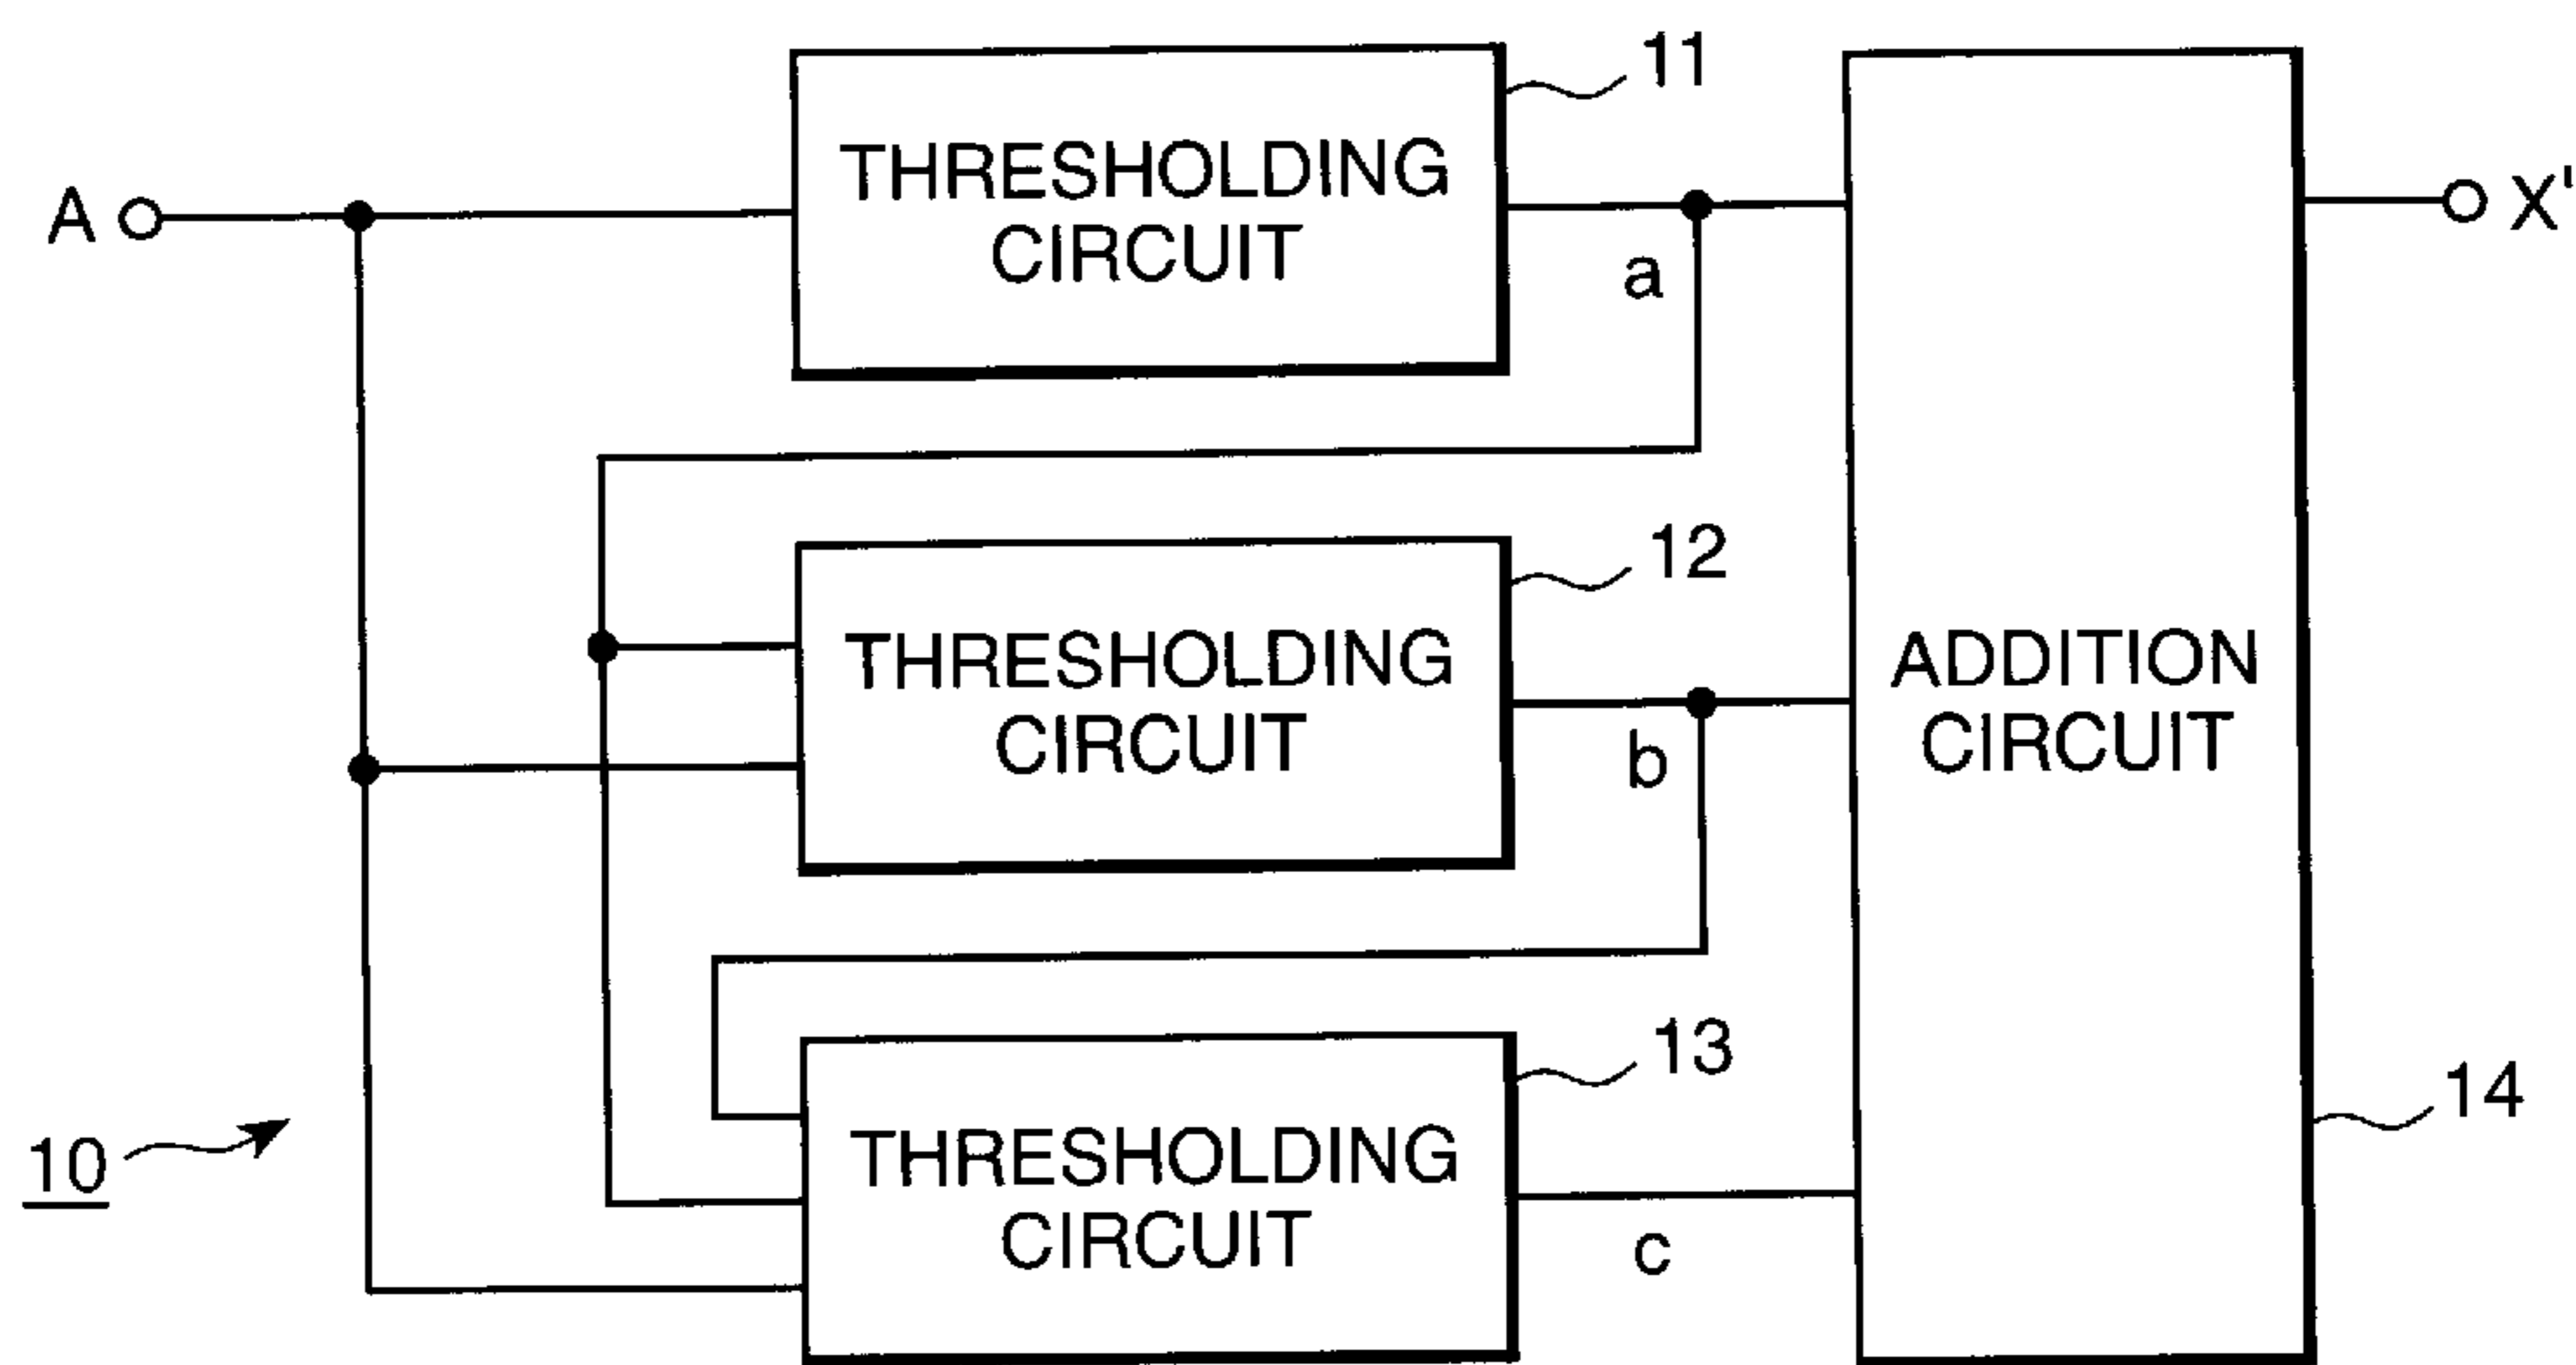 11
THRESHOLDING
CIRCUIT
A
X'
a
12
THRESHOLDING
CIRCUIT
ADDITION
CIRCUIT
b
13
THRESHOLDING
CIRCUIT
14
10
c